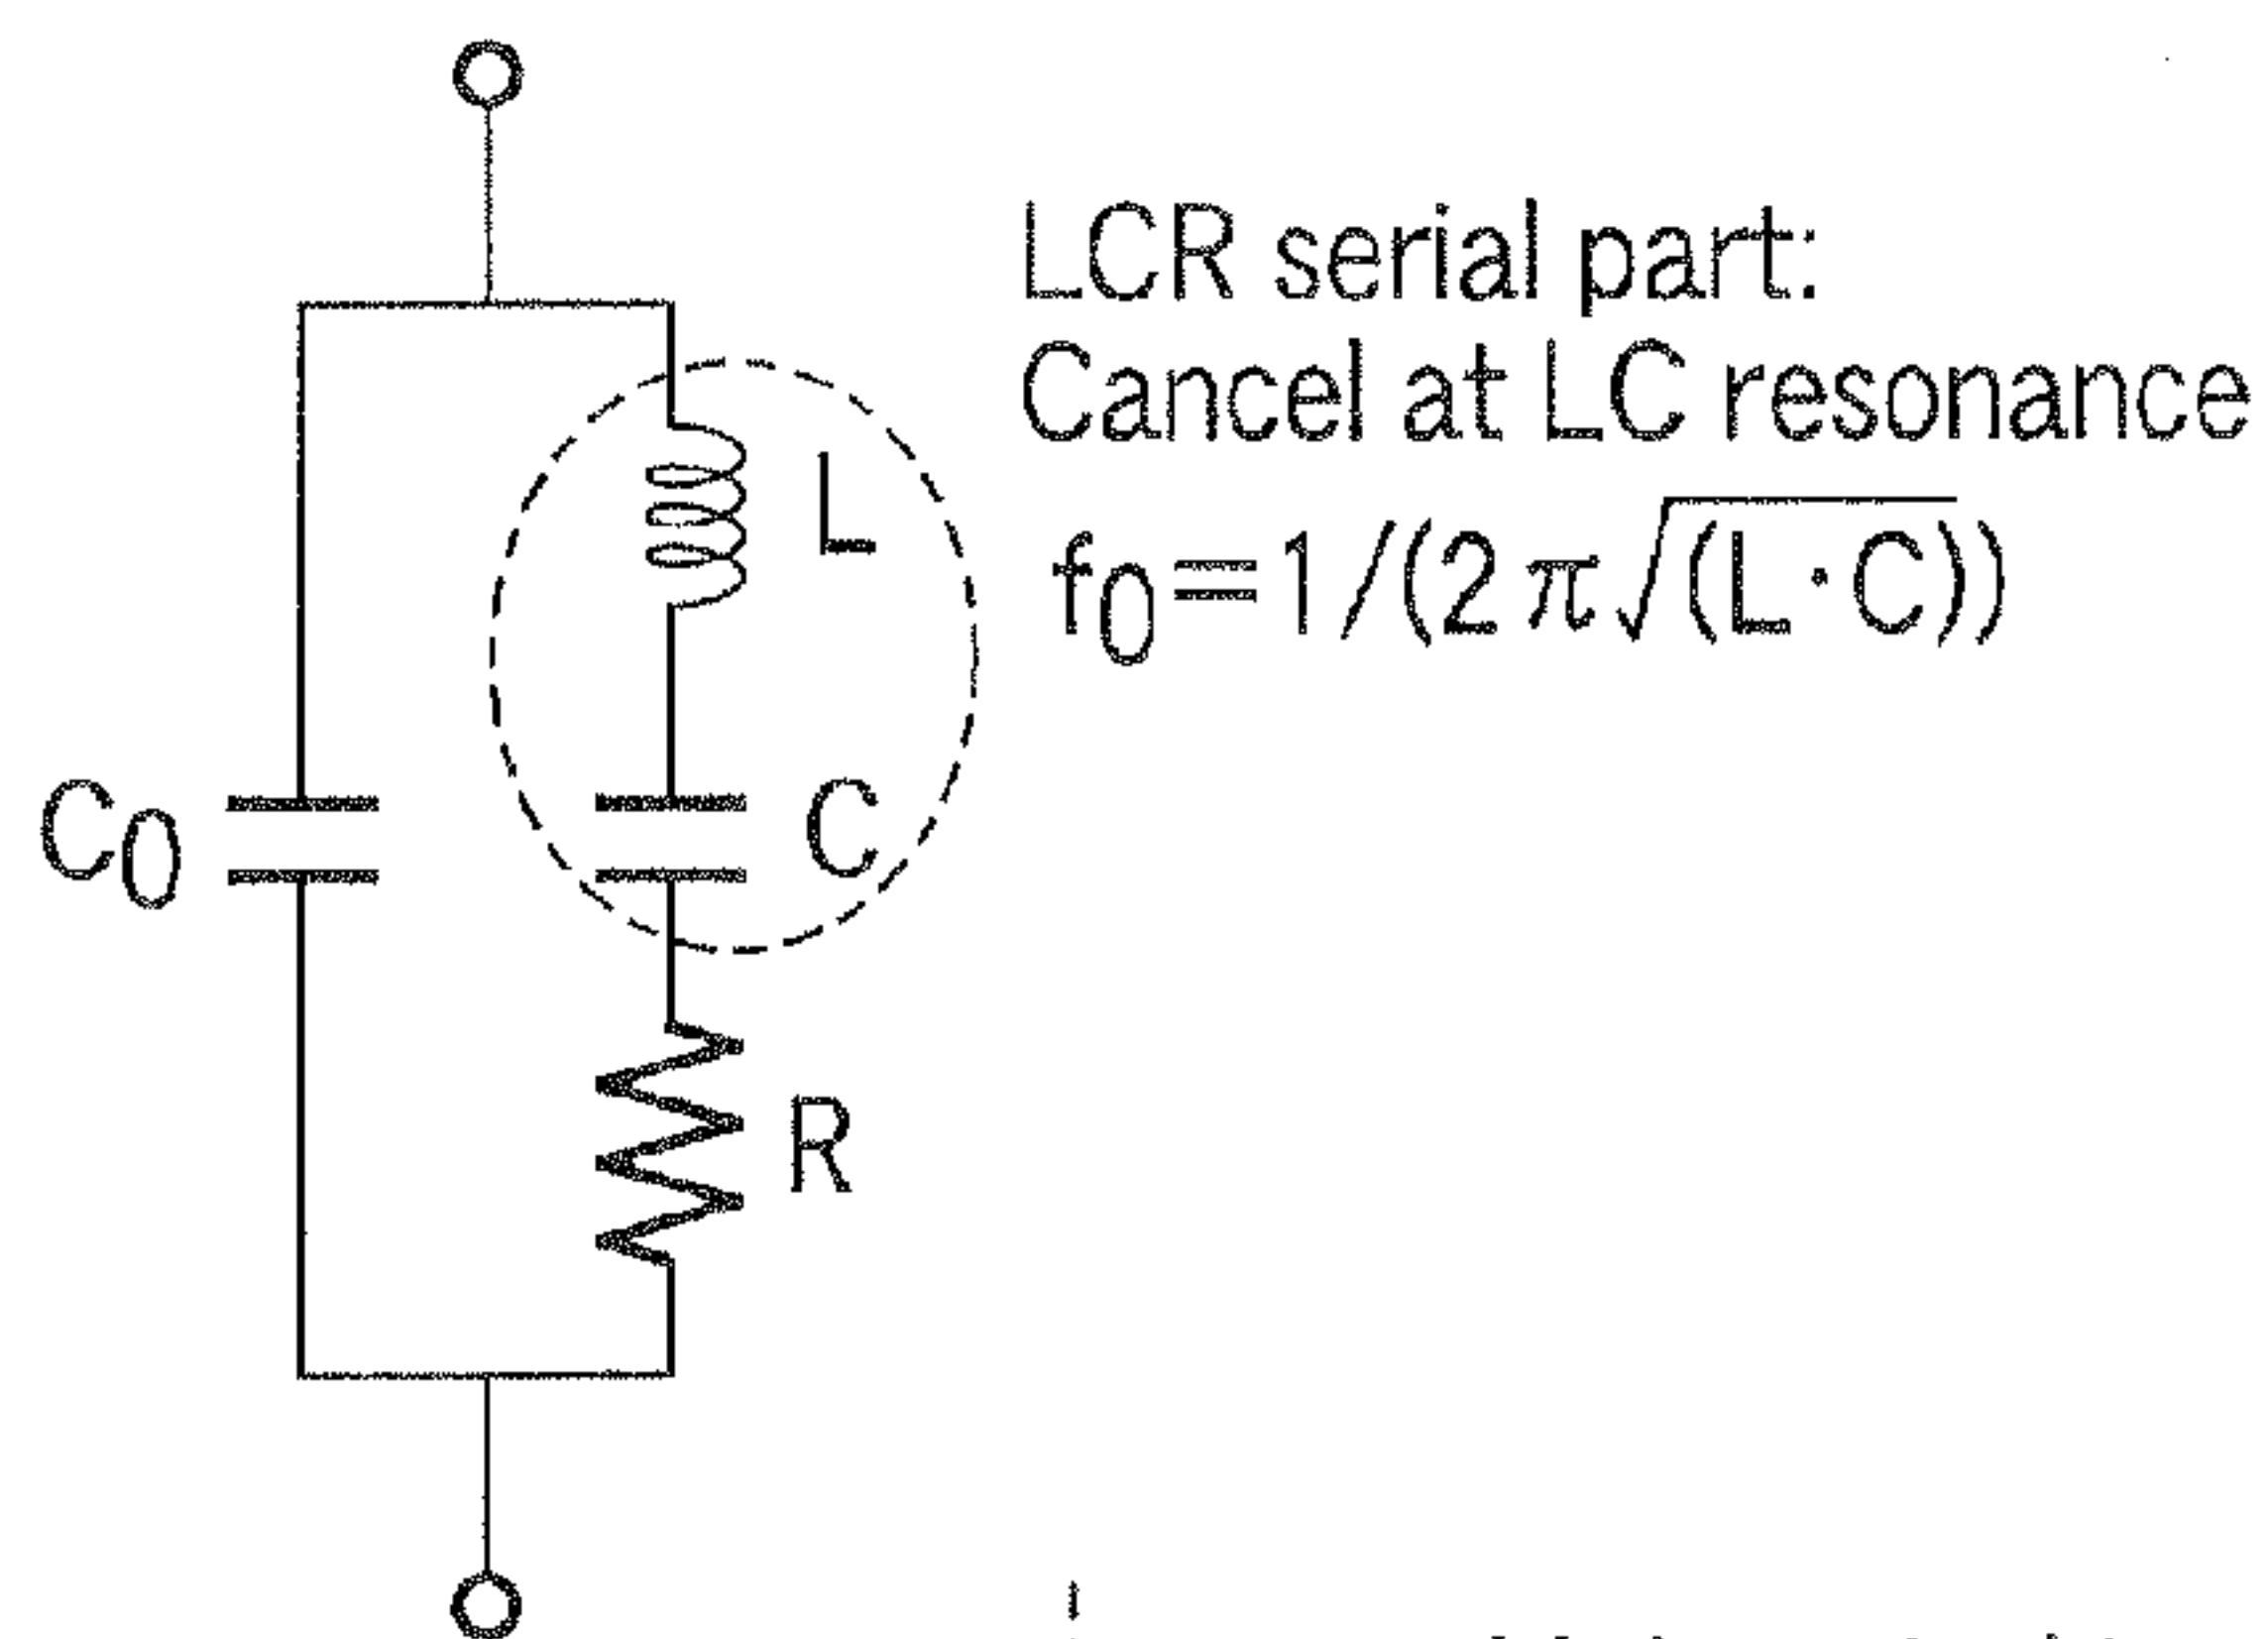 LCR serial part:
Cancel at LC resonance
f0=1/(2π√(L·C))
L
C0
C
R